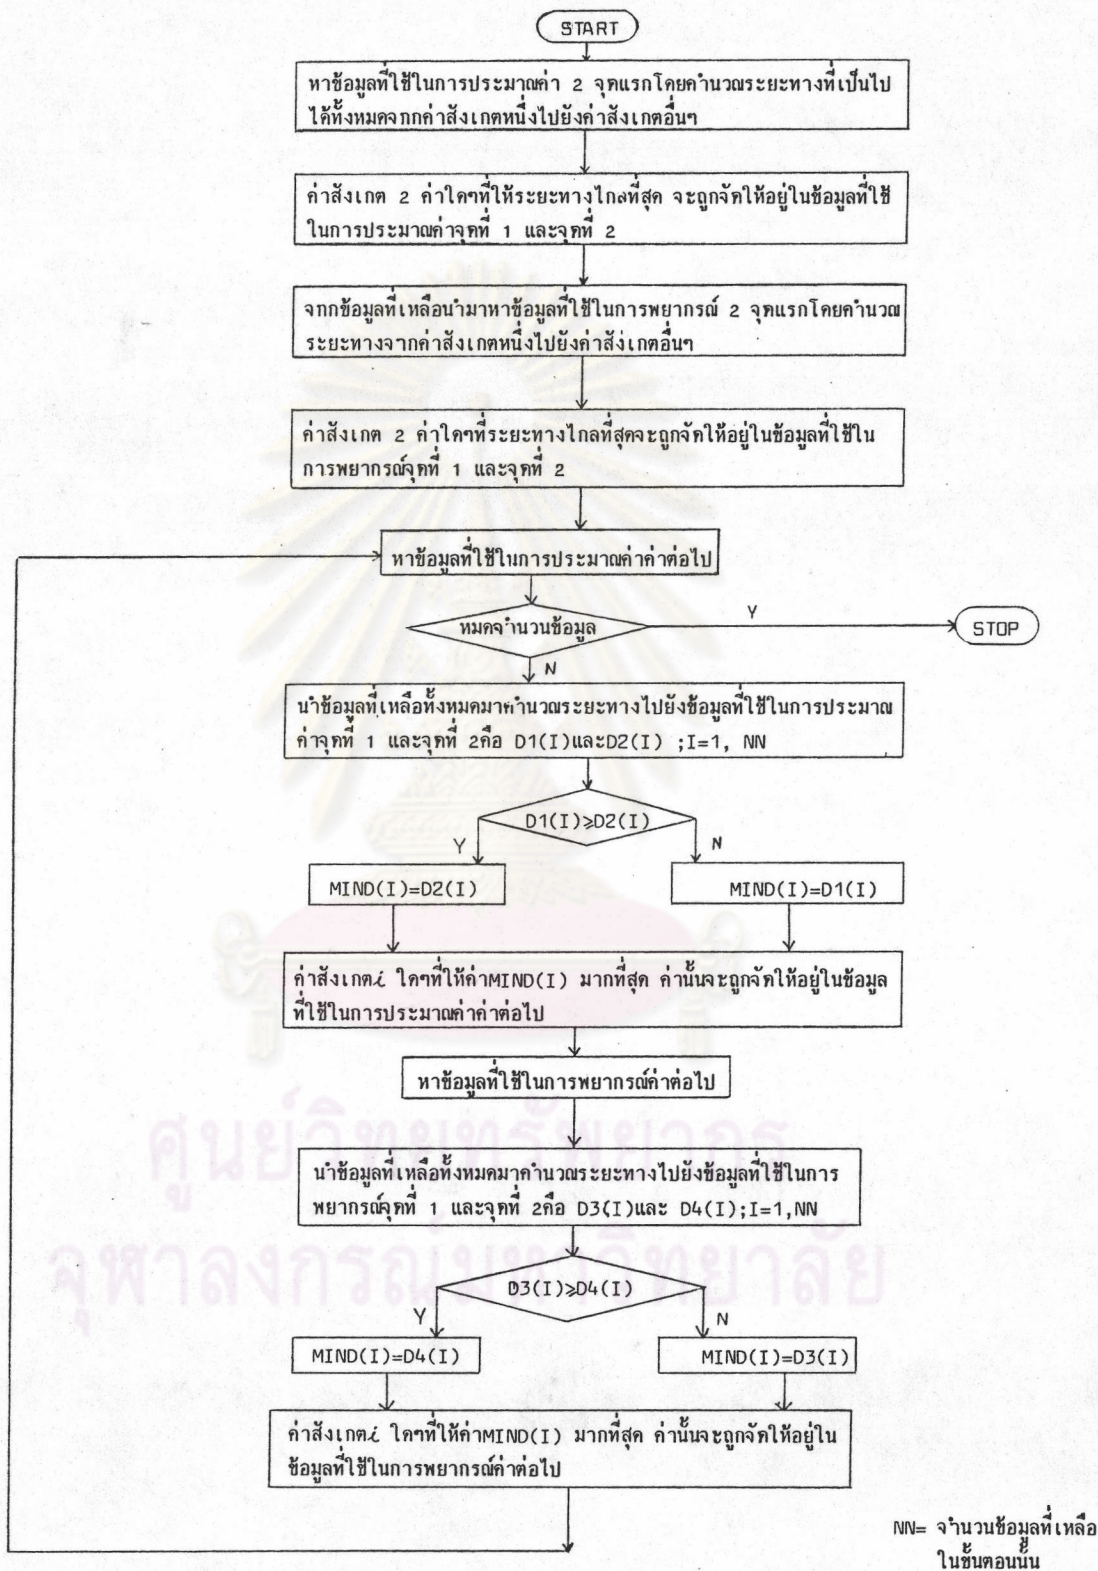 START
หาข้อมูลที่ใช้ในการประมาณค่า 2 จุดแรกโดยคำนวณระยะทางที่เป็นไป
ได้ทั้งหมดจากค่าสังเกตหนึ่งไปยังค่าสังเกตอื่นๆ
ค่าสังเกต 2 ค่าใดๆที่ให้ระยะทางไกลที่สุด จะถูกจัดให้อยู่ในข้อมูลที่ใช้
ในการประมาณค่าจุดที่ 1 และจุดที่ 2
จากข้อมูลที่เหลือนำมาหาข้อมูลที่ใช้ในการพยากรณ์ 2 จุดแรกโดยคำนวณ
ระยะทางจากค่าสังเกตหนึ่งไปยังค่าสังเกตอื่นๆ
ค่าสังเกต 2 ค่าใดๆที่ระยะทางไกลที่สุดจะถูกจัดให้อยู่ในข้อมูลที่ใช้ใน
การพยากรณ์จุดที่ 1 และจุดที่ 2
หาข้อมูลที่ใช้ในการประมาณค่าค่าต่อไป
หมดจำนวนข้อมูล
Y
STOP
N
นำข้อมูลที่เหลือทั้งหมดมาคำนวณระยะทางไปยังข้อมูลที่ใช้ในการประมาณ
ค่าจุดที่ 1 และจุดที่ 2คือ D1(I)และD2(I) ;I=1, NN
D1(I)≥D2(I)
Y
N
MIND(I)=D2(I)
MIND(I)=D1(I)
ค่าสังเกตi ใดๆที่ให้ค่าMIND(I) มากที่สุด ค่านั้นจะถูกจัดให้อยู่ในข้อมูล
ที่ใช้ในการประมาณค่าค่าต่อไป
หาข้อมูลที่ใช้ในการพยากรณ์ค่าต่อไป
นำข้อมูลที่เหลือทั้งหมดมาคำนวณระยะทางไปยังข้อมูลที่ใช้ในการ
พยากรณ์จุดที่ 1 และจุดที่ 2คือ D3(I)และ D4(I);I=1,NN
D3(I)≥D4(I)
Y
N
MIND(I)=D4(I)
MIND(I)=D3(I)
ค่าสังเกตi ใดๆที่ให้ค่าMIND(I) มากที่สุด ค่านั้นจะถูกจัดให้อยู่ใน
ข้อมูลที่ใช้ในการพยากรณ์ค่าต่อไป
NN= จำนวนข้อมูลที่เหลือ
ในขั้นตอนนั้น
ศูนย์วิทยทรัพยากร
จุฬาลงกรณ์มหาวิทยาลัย